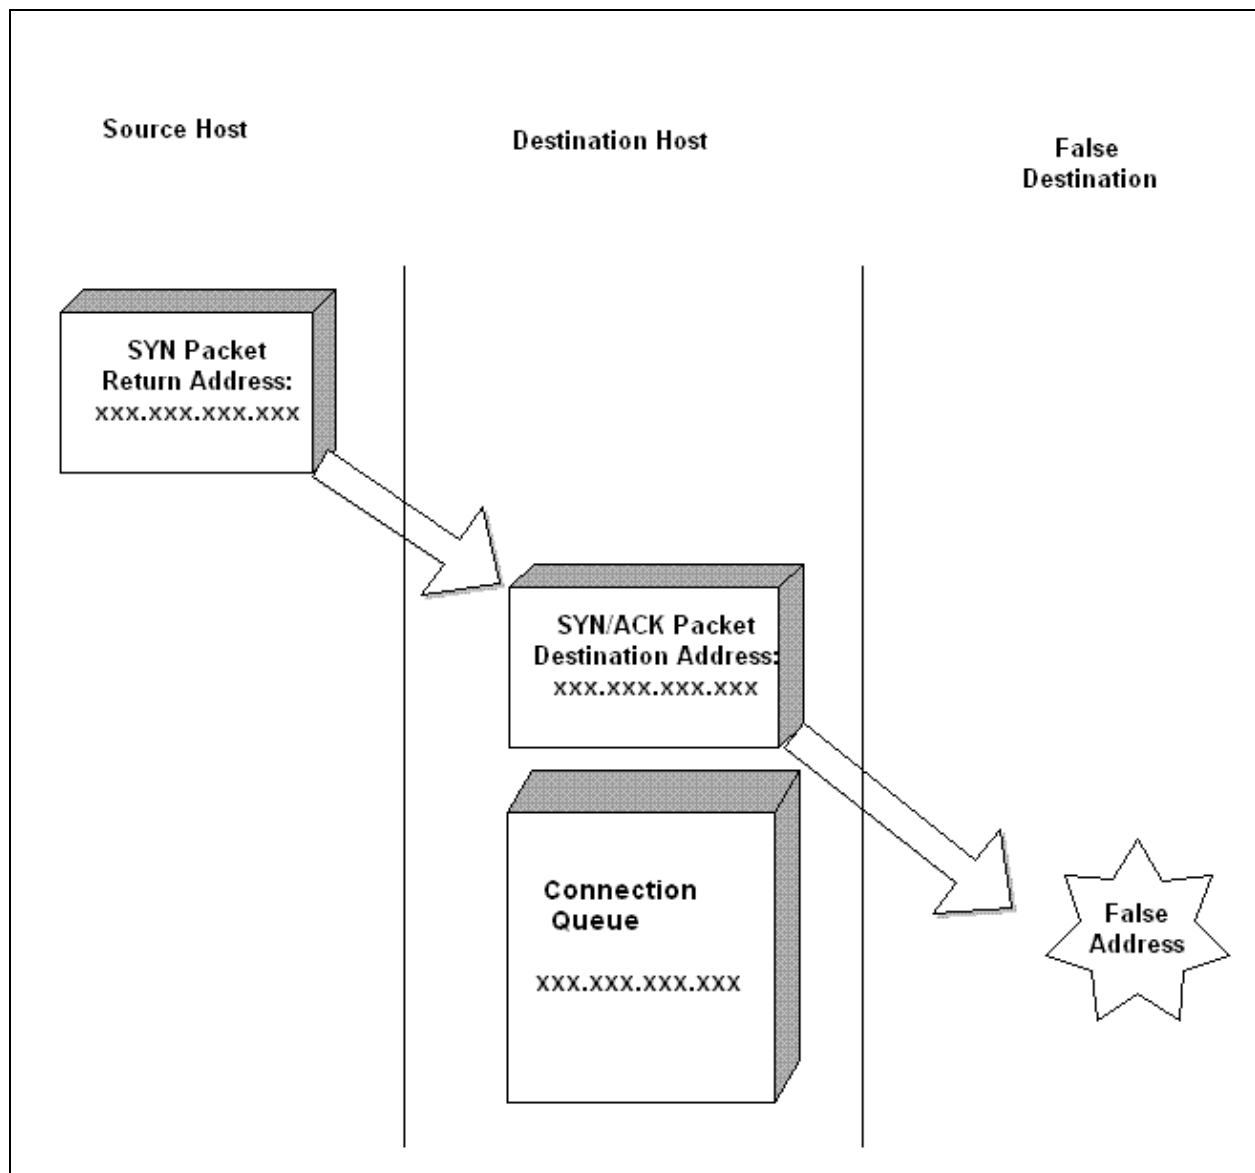 Source Host
Destination Host
False
Destination
SYN Packet
Return Address:
xxx.xxx.xxx.xxx
SYN/ACK Packet
Destination Address:
xxx.xxx.xxx.xxx
Connection
Queue
xxx.xxx.xxx.xxx
False
Address